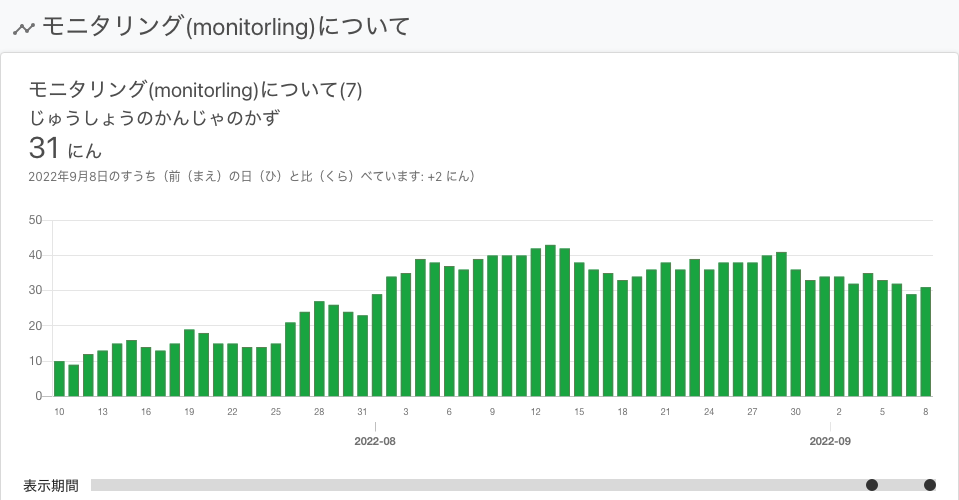 モニタリング(monitorling)について
モニタリング(monitorling)について(7)
じゅうしょうのかんじゃのかず
31 にん
2022年9月8日のすうち（前（まえ）の日（ひ）と比（くら）べています: +2 にん）
50
40
30
20
10
0
10 13 16 19 22 25 28 31 3 6 9 12 15 18 21 24 27 30 2 5 8
2022-08 2022-09
表示期間